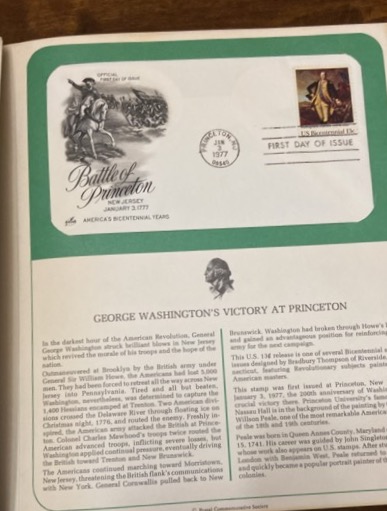 OFFICIAL
FIRST DAY OF ISSUE
Battle of
Princeton
NEW JERSEY
JANUARY 3, 1777
AMERICA'S BICENTENNIAL YEARS
PRINCETON, NJ
JAN
3
1977
08540
US Bicentennial 13c
FIRST DAY OF ISSUE
GEORGE WASHINGTON'S VICTORY AT PRINCETON
In the darkest hour of the American Revolution, General
George Washington struck brilliant blows in New Jersey
which revived the morale of his troops and the hopes of the
nation.
Outmaneuvered at Brooklyn by the British army under
General Sir William Howe, the Americans had lost 5,000
men. They had been forced to retreat all the way across New
Jersey into Pennsylvania. Tired and all but beaten,
Washington, nevertheless, was determined to capture the
1,400 Hessians encamped at Trenton. Two American divi-
sions crossed the Delaware River through floating ice on
Christmas night, 1776, and routed the enemy. Freshly in-
spired, the American army attacked the British at Prince-
ton. Colonel Charles Mawhood's troops twice routed the
American advanced troops, inflicting severe losses, but
Washington applied continual pressure, eventually driving
the British toward Trenton and New Brunswick.
The Americans continued marching toward Morristown,
New Jersey, threatening the British flank's communications
with New York. General Cornwallis pulled back to New
Brunswick. Washington had broken through Howe's
and gained an advantageous position for reinforcing
army for the next campaign.
This U.S. 13¢ release is one of several Bicentennial
issues designed by Bradbury Thompson of Riverside,
necticut, featuring Revolutionary subjects
American masters.
This stamp was first issued at Princeton, New
January 3, 1977, the 200th anniversary of
crucial victory there. Princeton University's
Nassau Hall is in the background of the painting by
Willson Peale, one of the most remarkable
of the 18th and 19th centuries.
Peale was born in Queen Annes County, Maryland
15, 1741. His career was guided by John Singleton
whose work also appears on U.S. stamps. After
London with Benjamin West, Peale returned to
and quickly became a popular portrait painter of
colonies.